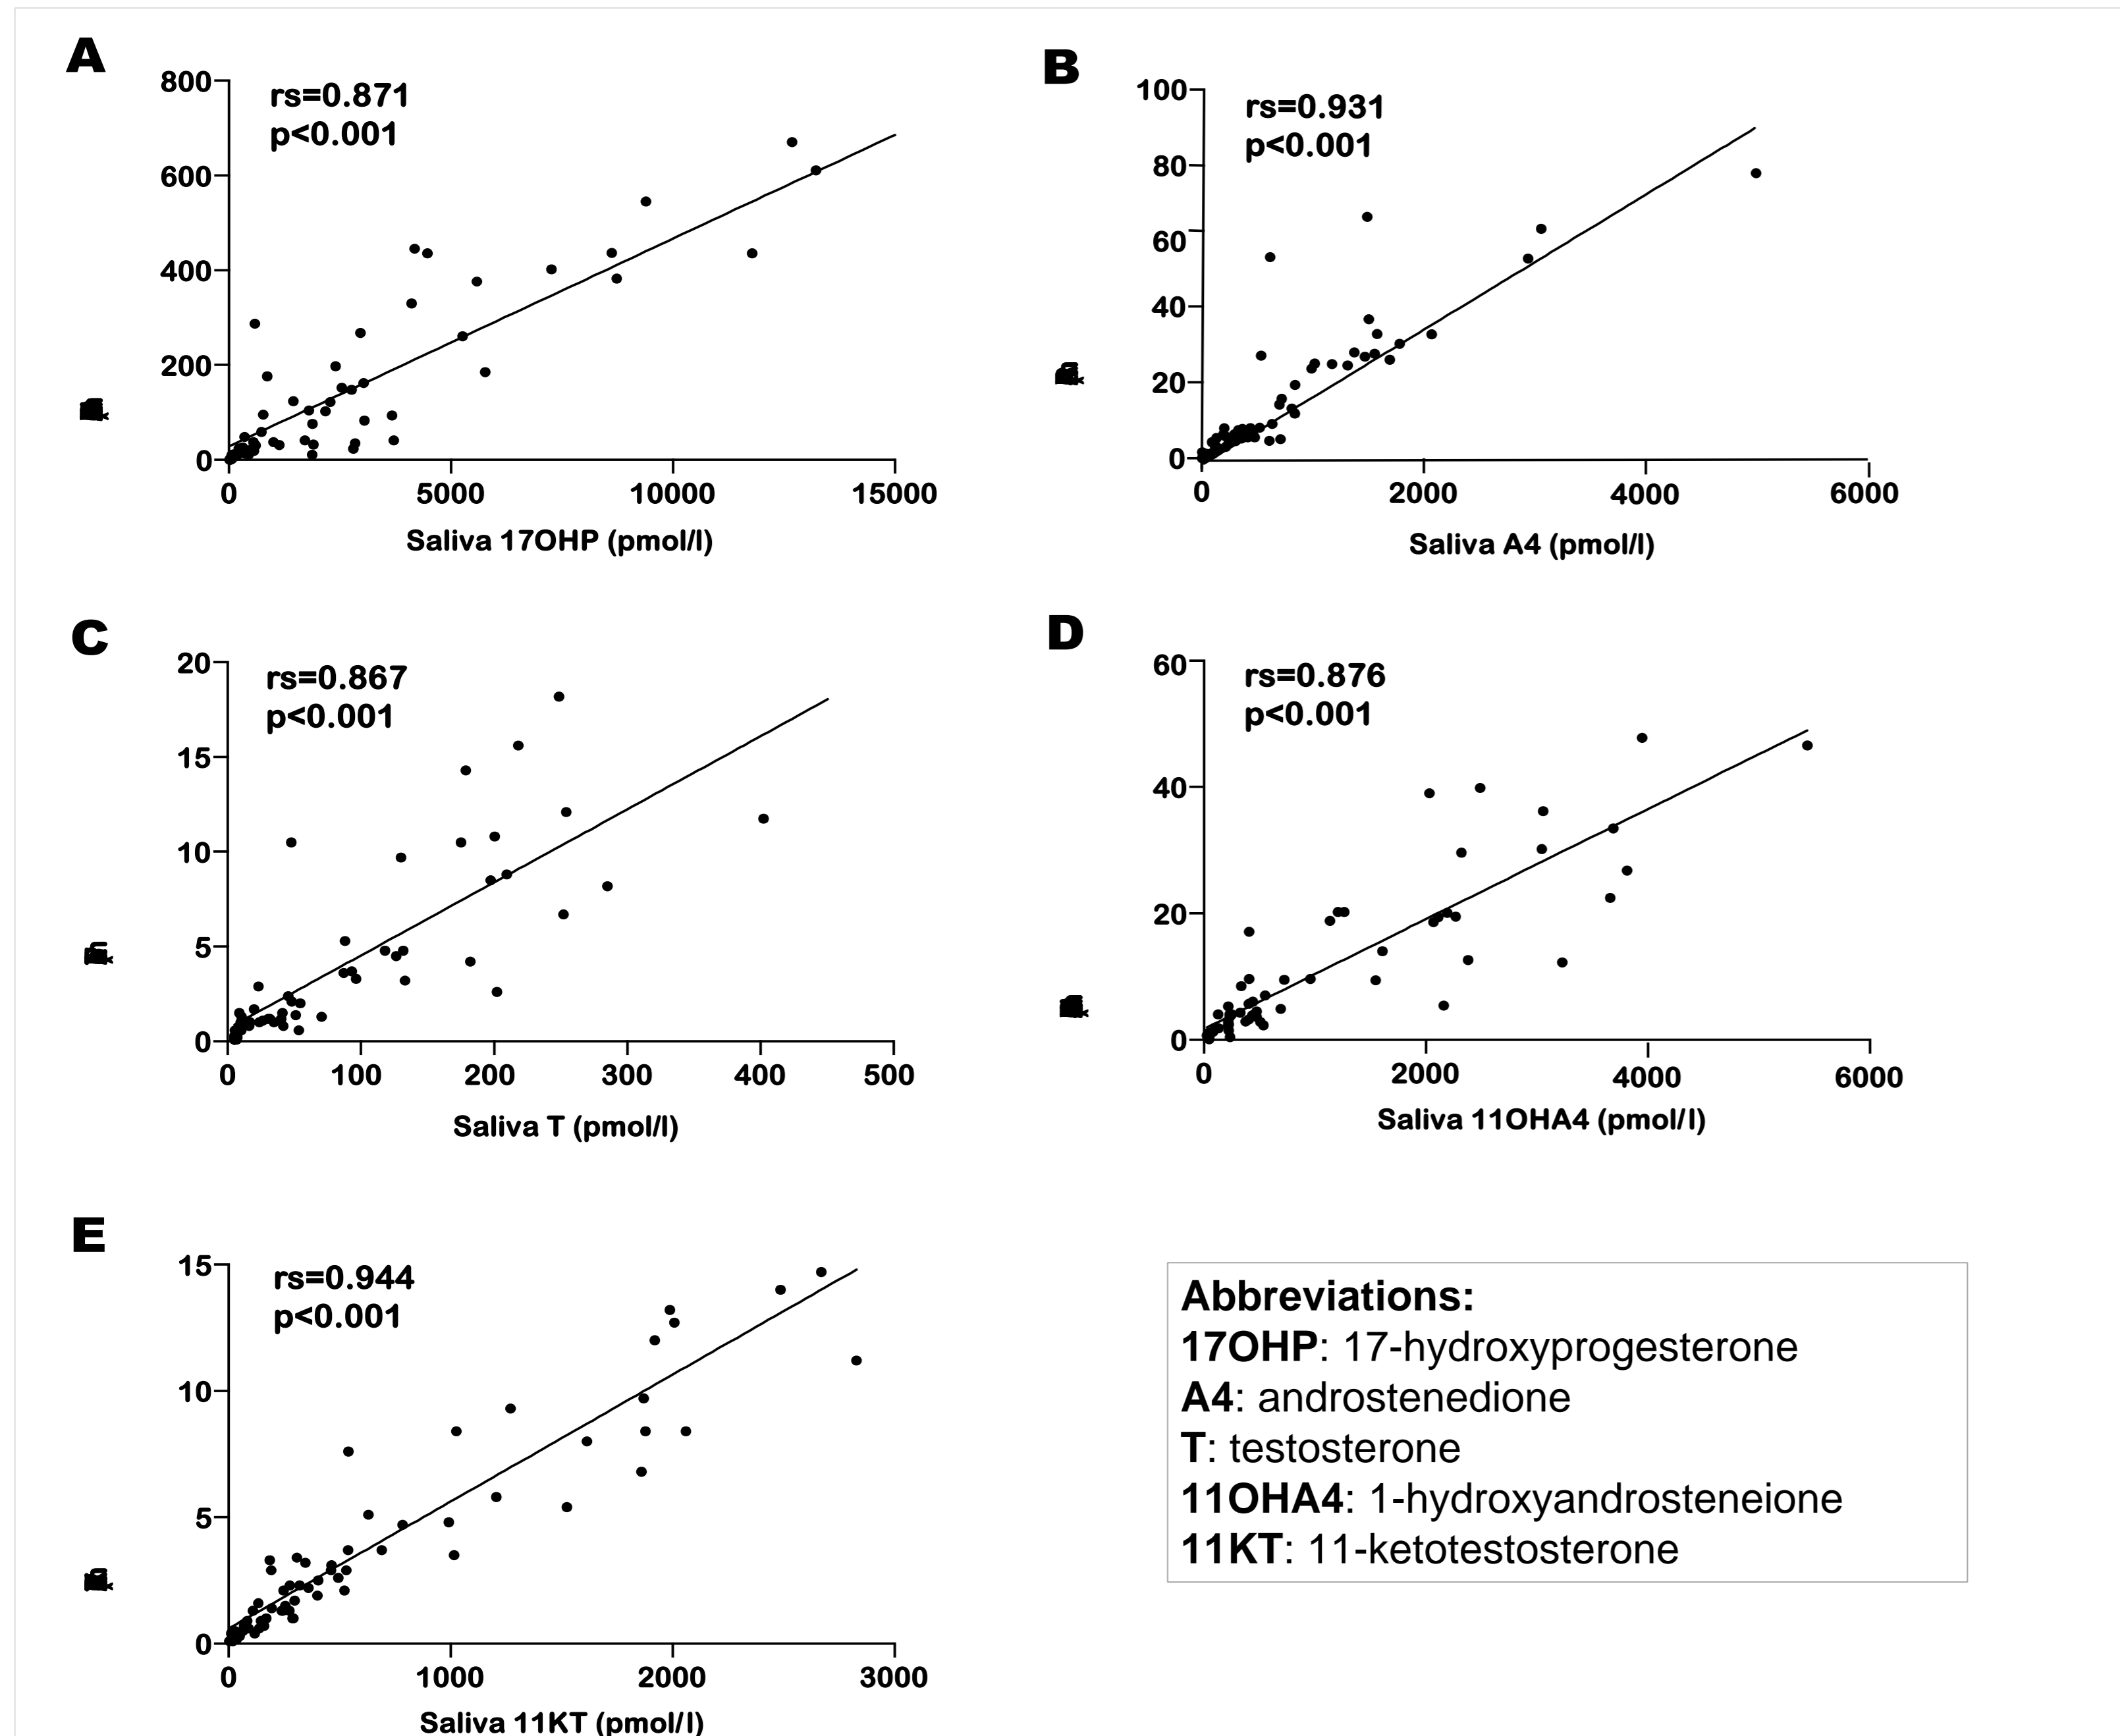 A
rs=0.871
p<0.001
800
600
400
200
0
0 5000 10000 15000
Saliva 17OHP (pmol/l)
B
rs=0.931
p<0.001
100
80
60
40
20
0
0 2000 4000 6000
Saliva A4 (pmol/l)
C
rs=0.867
p<0.001
20
15
10
5
0
0 100 200 300 400 500
Saliva T (pmol/l)
D
rs=0.876
p<0.001
60
40
20
0
0 2000 4000 6000
Saliva 11OHA4 (pmol/l)
E
rs=0.944
p<0.001
15
10
5
0
0 1000 2000 3000
Saliva 11KT (pmol/l)
Abbreviations:
17OHP: 17-hydroxyprogesterone
A4: androstenedione
T: testosterone
11OHA4: 1-hydroxyandrosteneione
11KT: 11-ketotestosterone